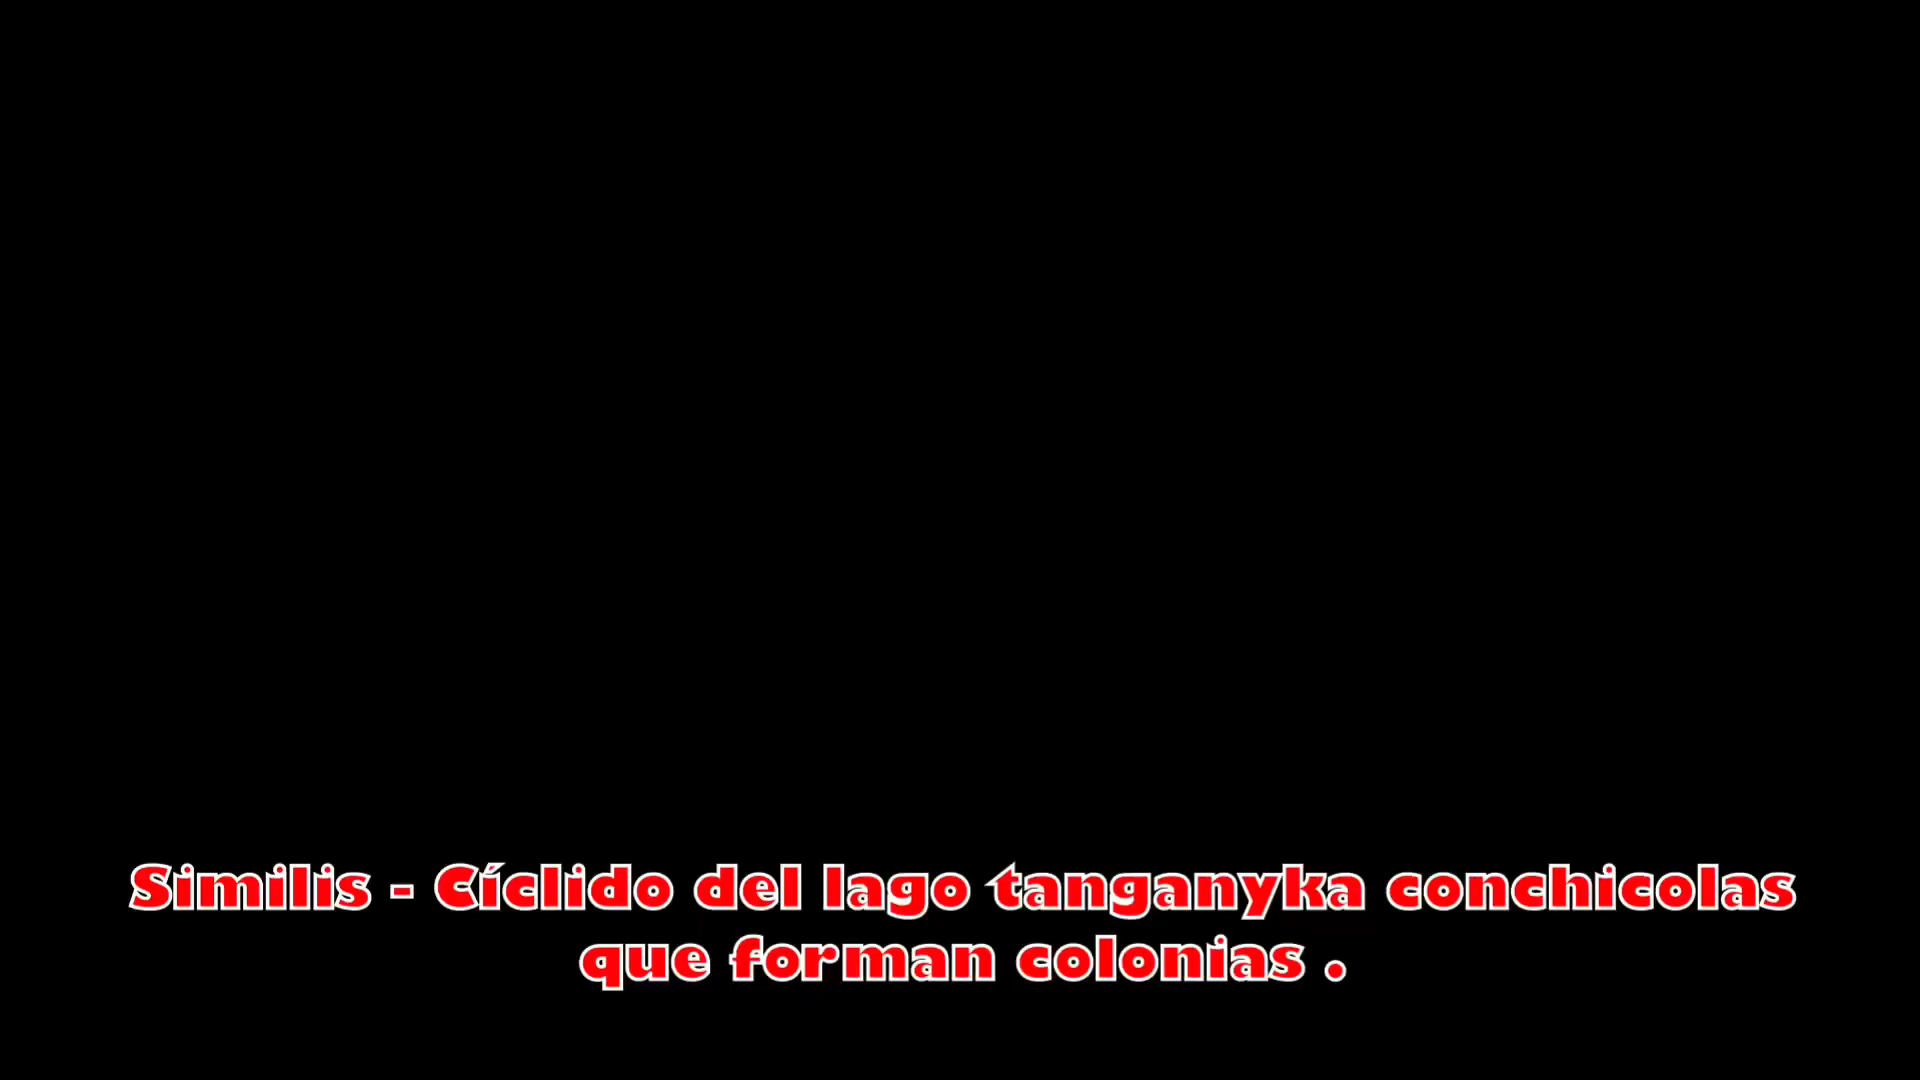 Similis - Cíclido del lago tanganyka conchicolas
que forman colonias .